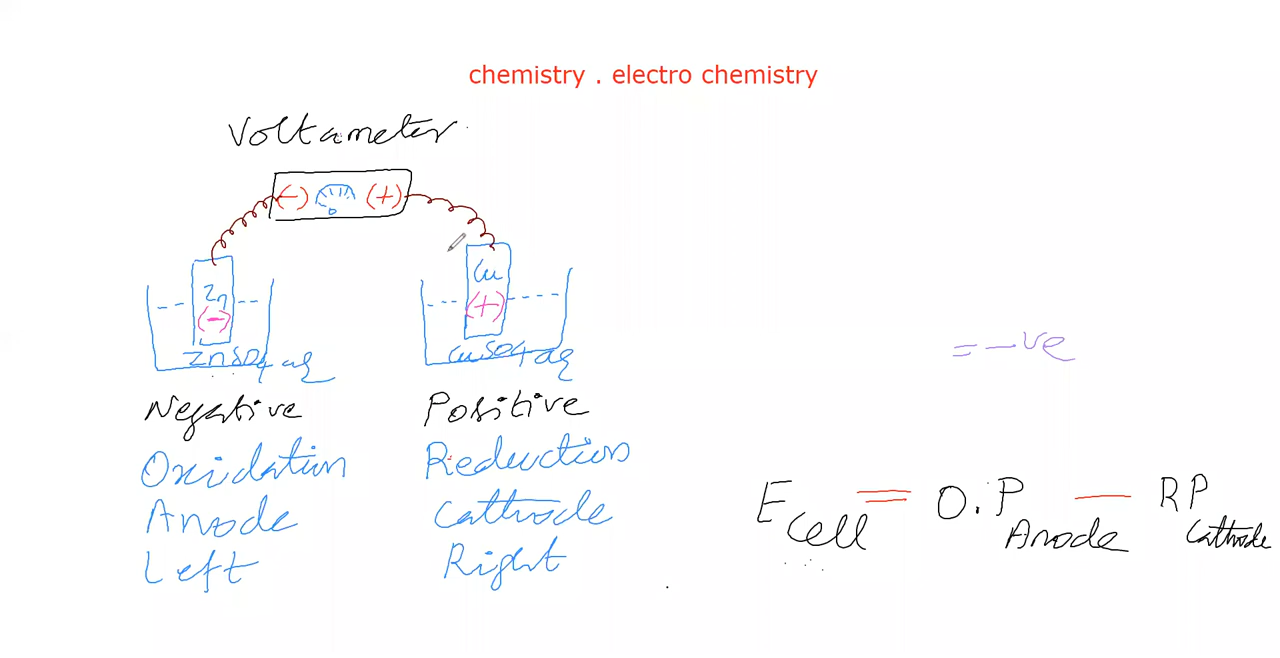 chemistry . electro chemistry
Voltameter
(-) (+)
Zn Cu
(-) (+)
ZnSO4 aq CuSO4 aq
= -ve
Negative Positive
Oxidation Reduction
Anode Cathode
Left Right
E cell = O.P Anode — RP Cathode